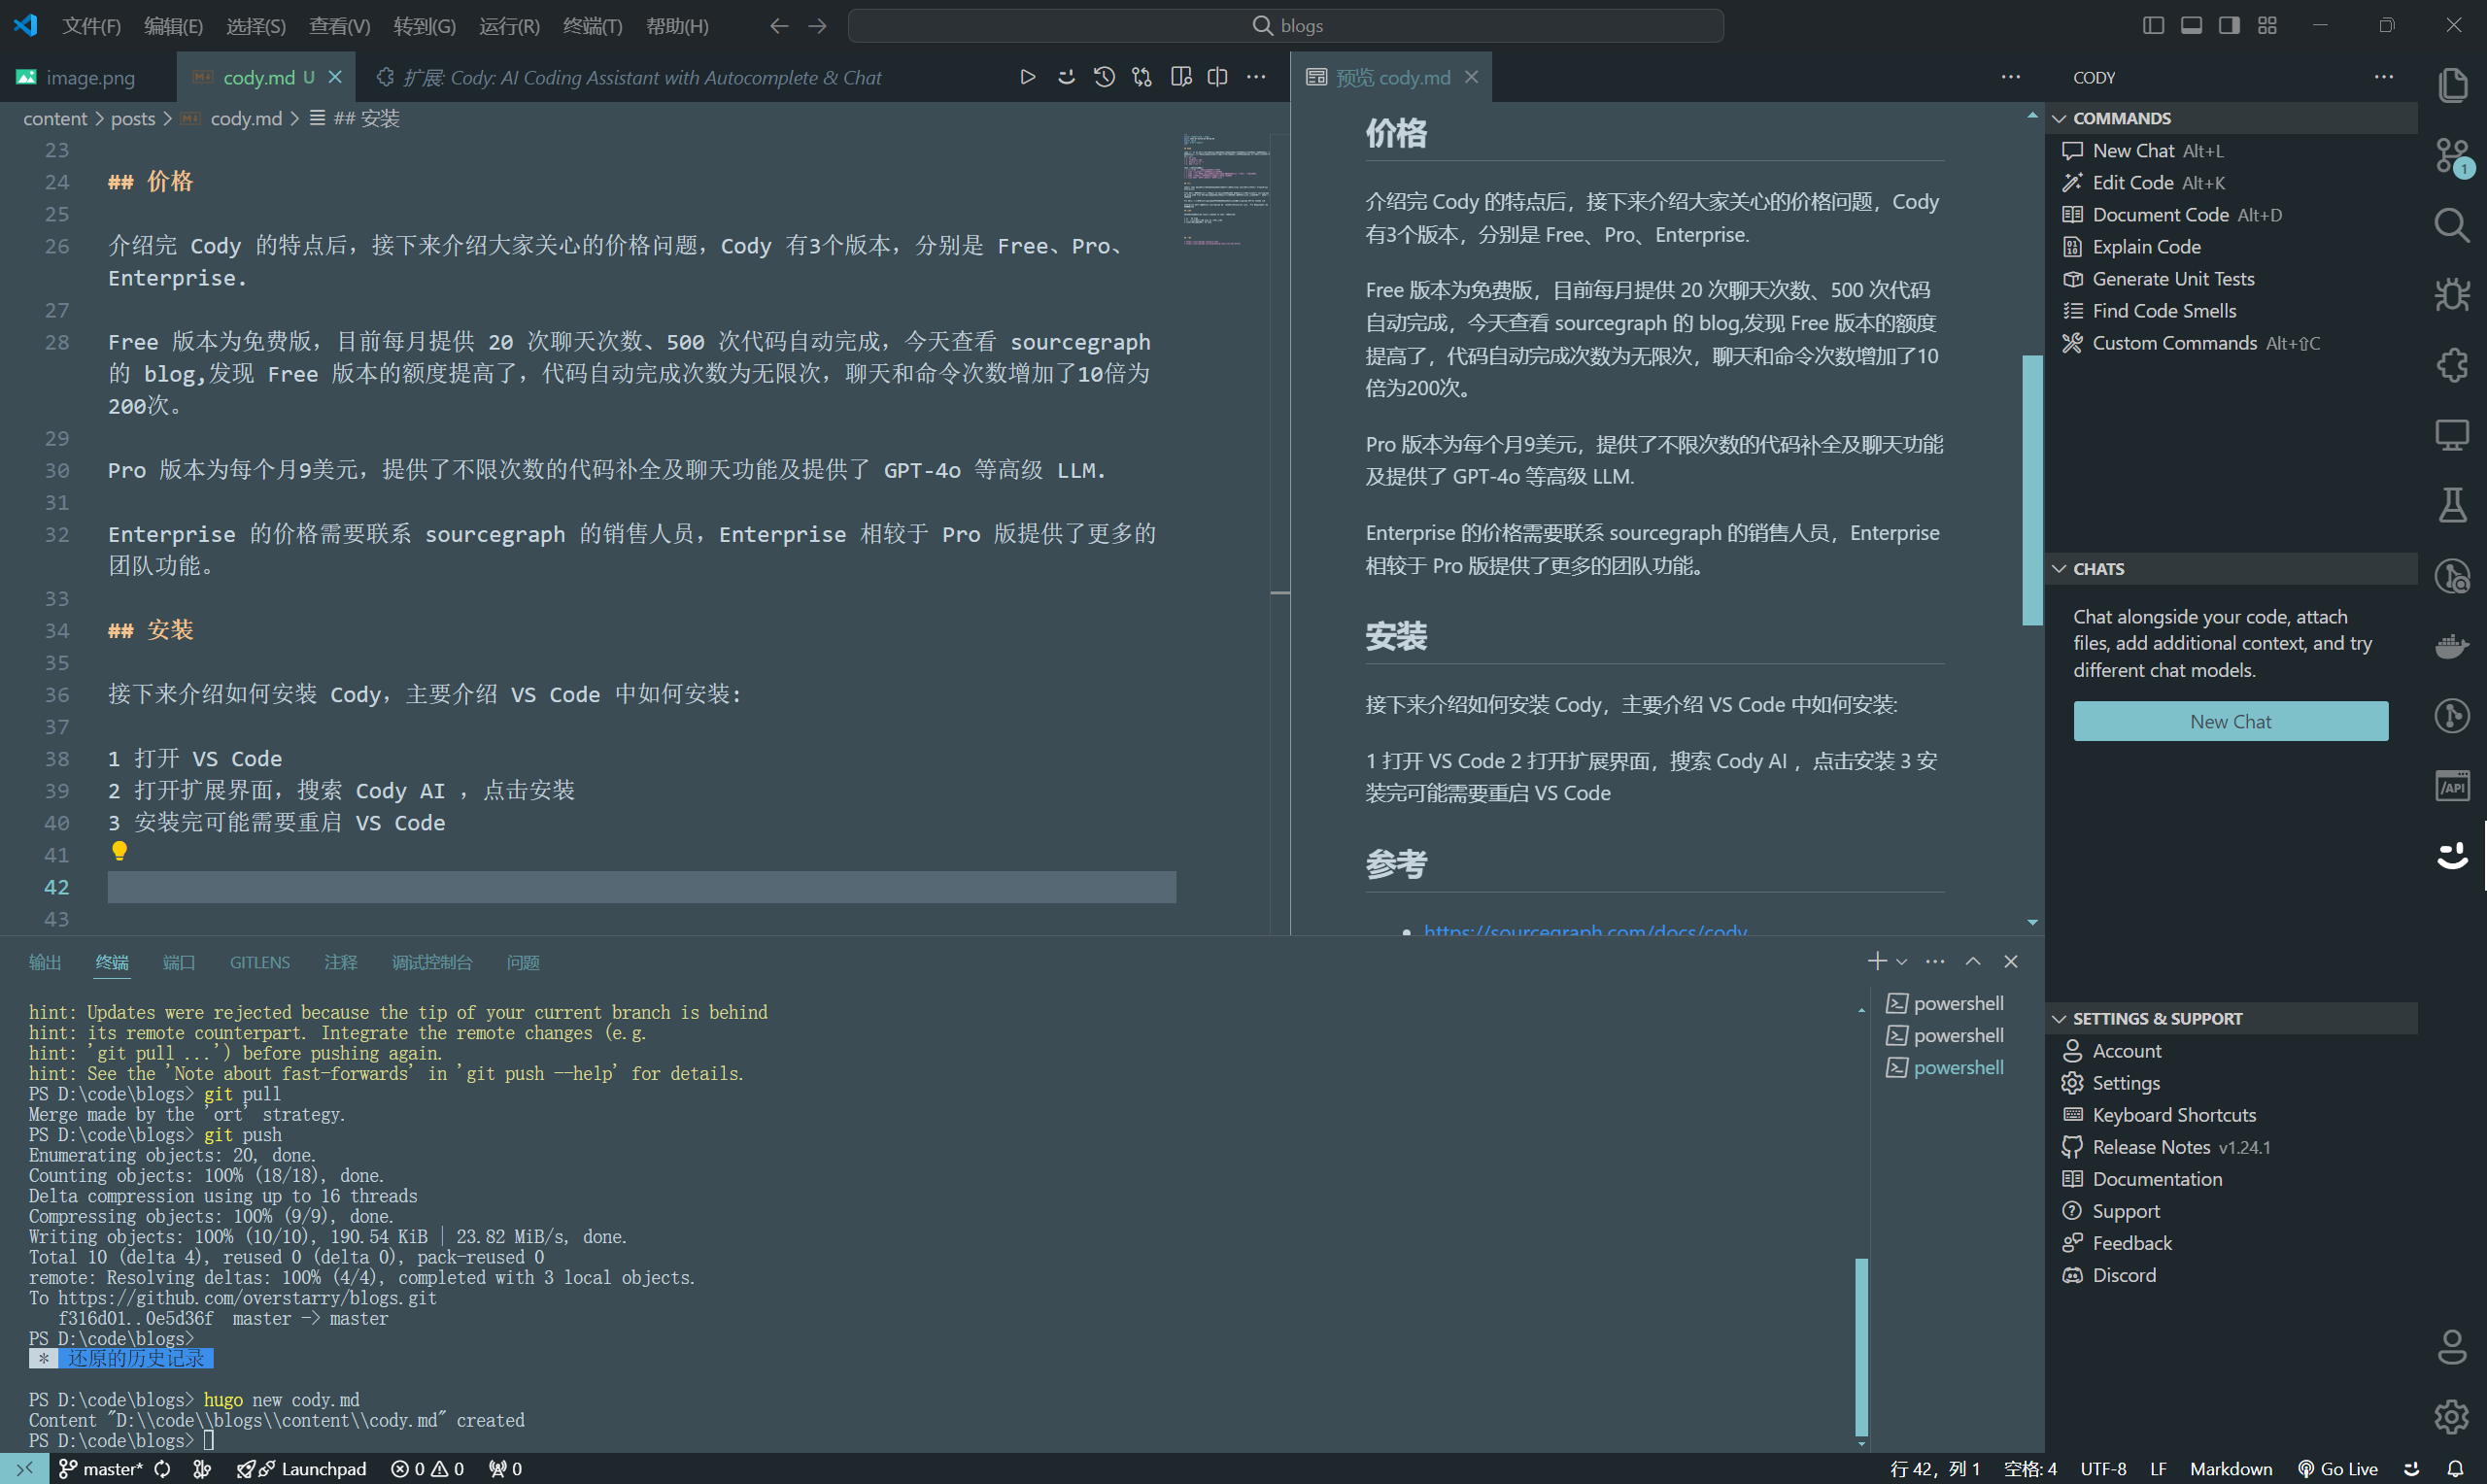 文件(F) 编辑(E) 选择(S) 查看(V) 转到(G) 运行(R) 终端(T) 帮助(H) blogs
image.png cody.md U 扩展: Cody: AI Coding Assistant with Autocomplete & Chat
content > posts > cody.md > ## 安装
23
24 ## 价格
25
26 介绍完 Cody 的特点后，接下来介绍大家关心的价格问题，Cody 有3个版本，分别是 Free、Pro、
Enterprise.
27
28 Free 版本为免费版，目前每月提供 20 次聊天次数、500 次代码自动完成，今天查看 sourcegraph
的 blog,发现 Free 版本的额度提高了，代码自动完成次数为无限次，聊天和命令次数增加了10倍为
200次。
29
30 Pro 版本为每个月9美元，提供了不限次数的代码补全及聊天功能及提供了 GPT-4o 等高级 LLM.
31
32 Enterprise 的价格需要联系 sourcegraph 的销售人员，Enterprise 相较于 Pro 版提供了更多的
团队功能。
33
34 ## 安装
35
36 接下来介绍如何安装 Cody，主要介绍 VS Code 中如何安装:
37
38 1 打开 VS Code
39 2 打开扩展界面，搜索 Cody AI ，点击安装
40 3 安装完可能需要重启 VS Code
41
42
43
预览 cody.md
价格
介绍完 Cody 的特点后，接下来介绍大家关心的价格问题，Cody
有3个版本，分别是 Free、Pro、Enterprise.
Free 版本为免费版，目前每月提供 20 次聊天次数、500 次代码
自动完成，今天查看 sourcegraph 的 blog,发现 Free 版本的额度
提高了，代码自动完成次数为无限次，聊天和命令次数增加了10
倍为200次。
Pro 版本为每个月9美元，提供了不限次数的代码补全及聊天功能
及提供了 GPT-4o 等高级 LLM.
Enterprise 的价格需要联系 sourcegraph 的销售人员，Enterprise
相较于 Pro 版提供了更多的团队功能。
安装
接下来介绍如何安装 Cody，主要介绍 VS Code 中如何安装:
1 打开 VS Code 2 打开扩展界面，搜索 Cody AI ，点击安装 3 安
装完可能需要重启 VS Code
参考
https://sourcegraph.com/docs/cody
CODY
COMMANDS
New Chat Alt+L
Edit Code Alt+K
Document Code Alt+D
Explain Code
Generate Unit Tests
Find Code Smells
Custom Commands Alt+⇧C
CHATS
Chat alongside your code, attach
files, add additional context, and try
different chat models.
New Chat
SETTINGS & SUPPORT
Account
Settings
Keyboard Shortcuts
Release Notes v1.24.1
Documentation
Support
Feedback
Discord
1
/API
输出 终端 端口 GITLENS 注释 调试控制台 问题
hint: Updates were rejected because the tip of your current branch is behind
hint: its remote counterpart. Integrate the remote changes (e.g.
hint: 'git pull ...') before pushing again.
hint: See the 'Note about fast-forwards' in 'git push --help' for details.
PS D:\code\blogs> git pull
Merge made by the 'ort' strategy.
PS D:\code\blogs> git push
Enumerating objects: 20, done.
Counting objects: 100% (18/18), done.
Delta compression using up to 16 threads
Compressing objects: 100% (9/9), done.
Writing objects: 100% (10/10), 190.54 KiB | 23.82 MiB/s, done.
Total 10 (delta 4), reused 0 (delta 0), pack-reused 0
remote: Resolving deltas: 100% (4/4), completed with 3 local objects.
To https://github.com/overstarry/blogs.git
f316d01..0e5d36f master -> master
PS D:\code\blogs>
* 还原的历史记录
PS D:\code\blogs> hugo new cody.md
Content "D:\\code\\blogs\\content\\cody.md" created
PS D:\code\blogs>
powershell
powershell
powershell
master* Launchpad 0 0 0 行 42，列 1 空格: 4 UTF-8 LF Markdown Go Live